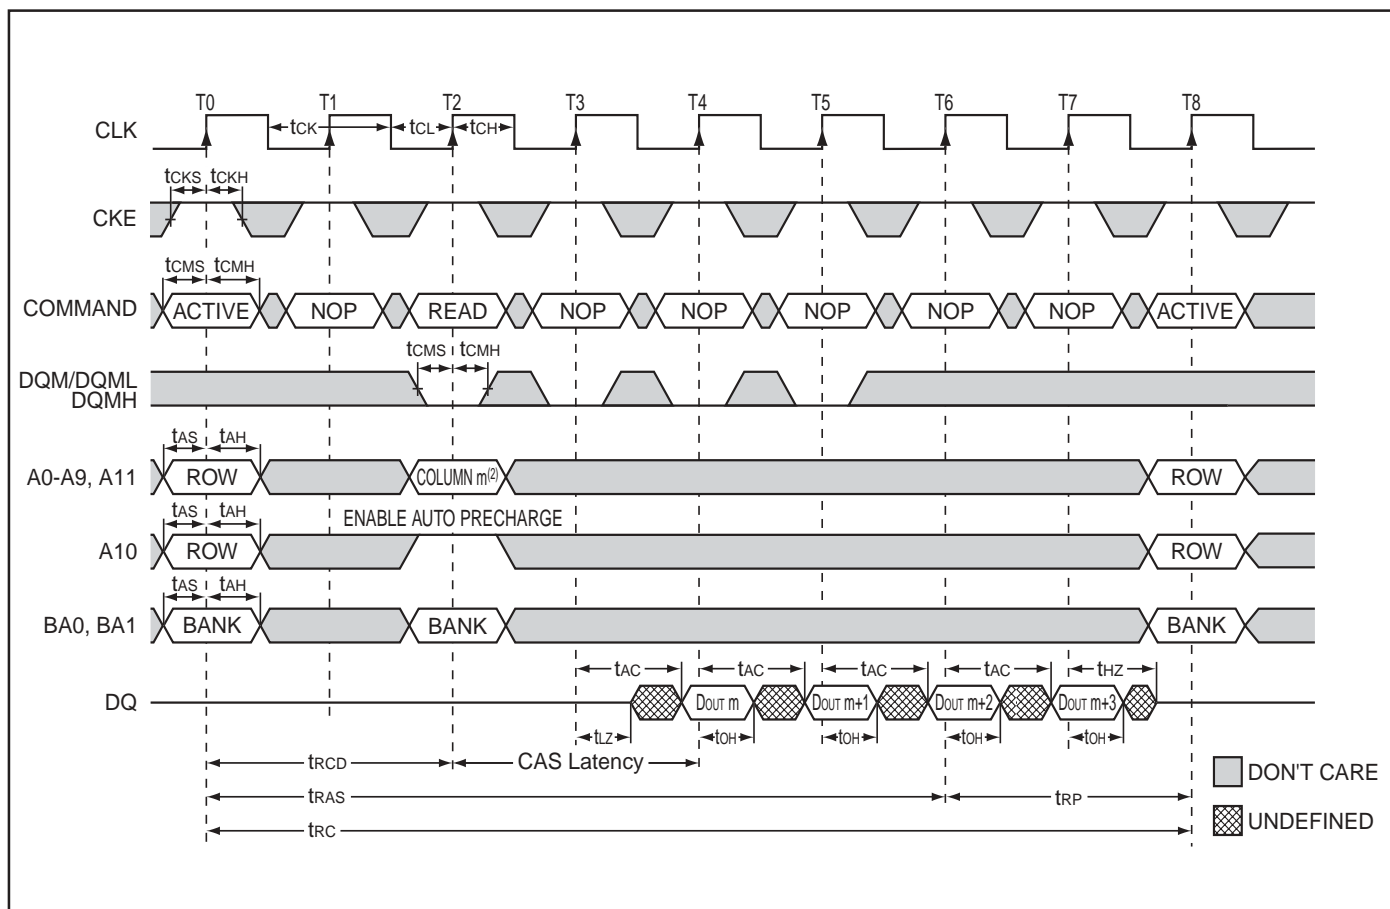 T0 T1 T2 T3 T4 T5 T6 T7 T8
CLK tCK tCL tCH
tCKS tCKH
CKE
tCMS tCMH
COMMAND ACTIVE NOP READ NOP NOP NOP NOP NOP ACTIVE
tCMS tCMH
DQM/DQML
DQMH
tAS tAH
A0-A9, A11 ROW COLUMN m(2) ROW
tAS tAH ENABLE AUTO PRECHARGE
A10 ROW ROW
tAS tAH
BA0, BA1 BANK BANK BANK
tAC tAC tAC tAC tHZ
DQ DOUT m DOUT m+1 DOUT m+2 DOUT m+3
tLZ tOH tOH tOH tOH
tRCD CAS Latency
DON'T CARE
tRAS tRP
UNDEFINED
tRC